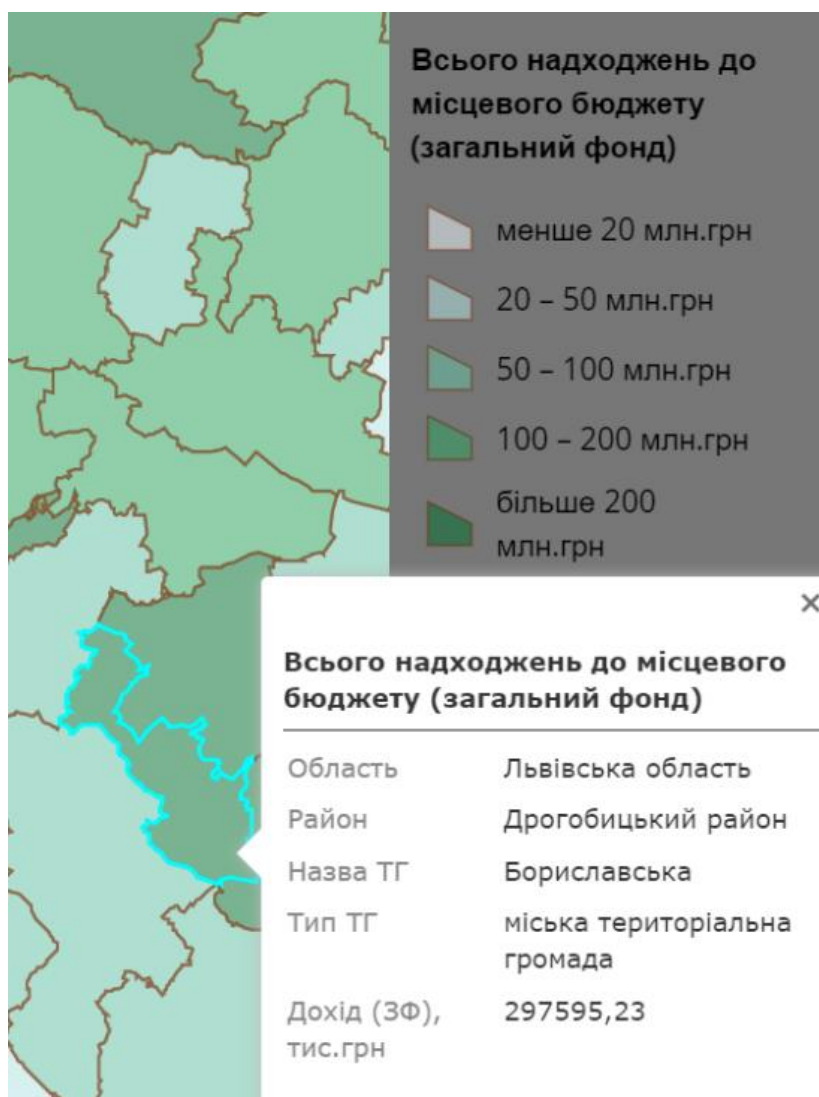 Всього надходжень до
місцевого бюджету
(загальний фонд)
менше 20 млн.грн
20 – 50 млн.грн
50 – 100 млн.грн
100 – 200 млн.грн
більше 200
млн.грн
×
Всього надходжень до місцевого
бюджету (загальний фонд)
Область Львівська область
Район Дрогобицький район
Назва ТГ Бориславська
Тип ТГ міська територіальна
громада
Дохід (ЗФ), 297595,23
тис.грн